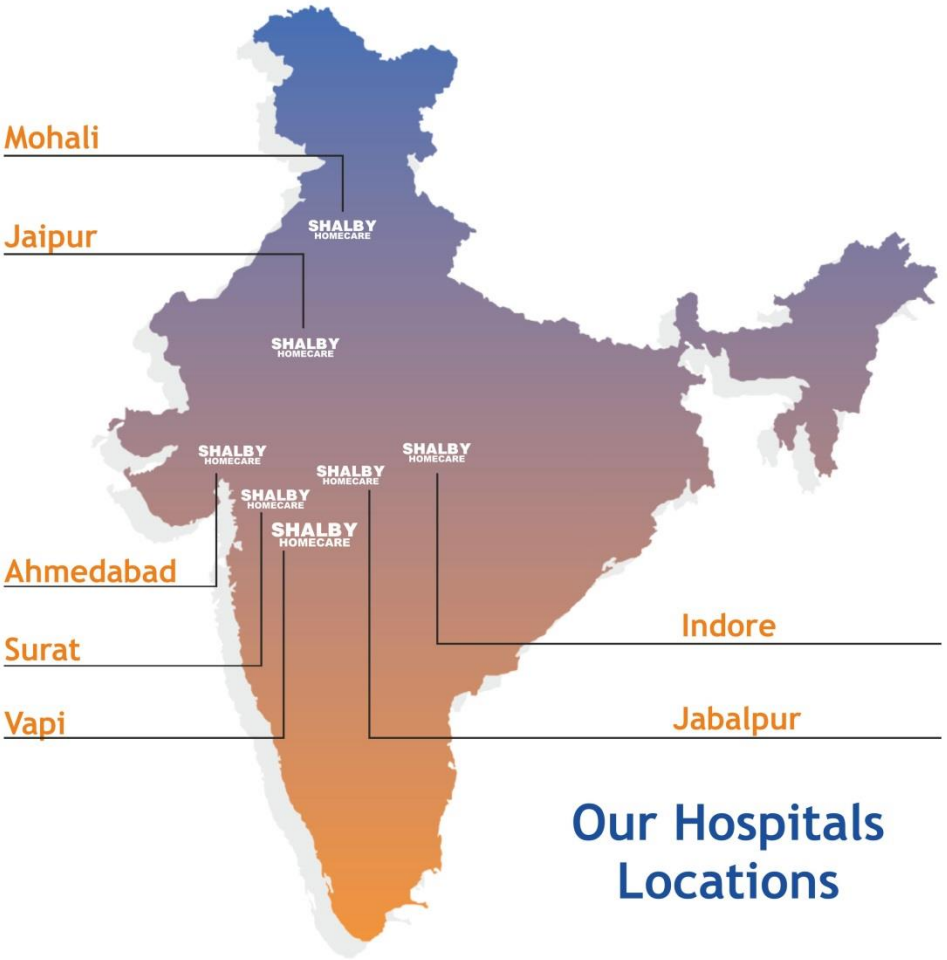 Mohali
SHALBY
HOMECARE
Jaipur
SHALBY
HOMECARE
SHALBY
HOMECARE
SHALBY
HOMECARE
SHALBY
HOMECARE
SHALBY
HOMECARE
SHALBY
HOMECARE
Ahmedabad
Surat
Vapi
Indore
Jabalpur
Our Hospitals
Locations